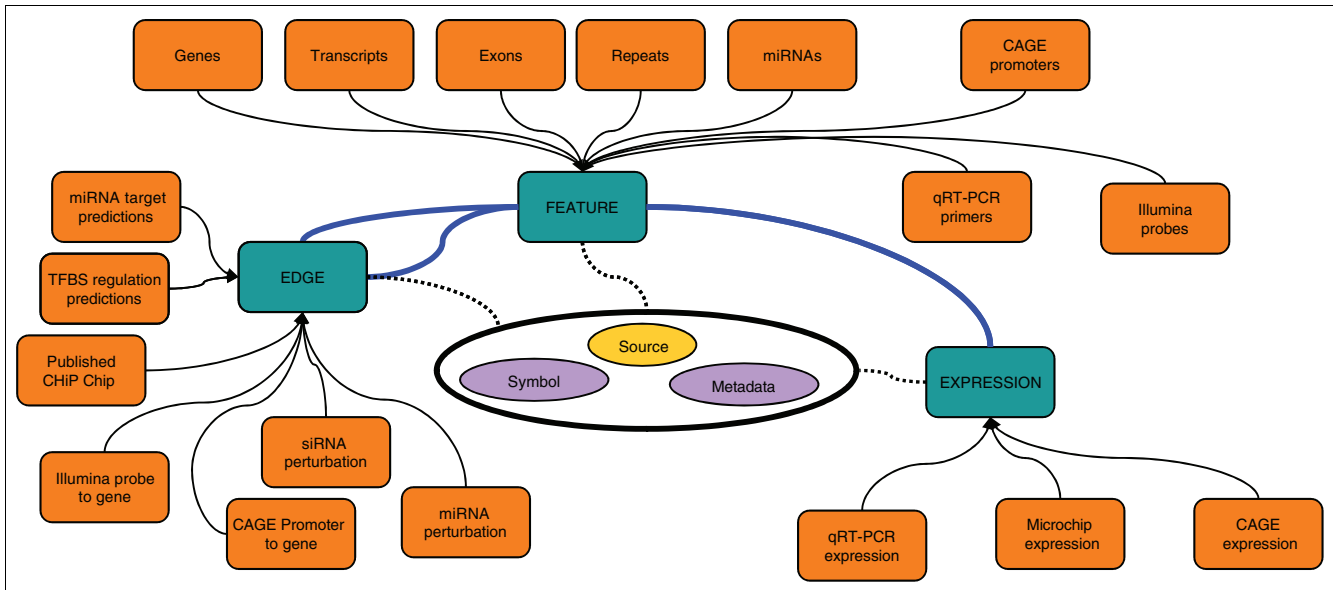 Genes
Transcripts
Exons
Repeats
miRNAs
CAGE
promoters
miRNA target
predictions
FEATURE
qRT-PCR
primers
Illumina
probes
TFBS regulation
predictions
EDGE
Published
CHiP Chip
Source
Symbol
Metadata
EXPRESSION
siRNA
perturbation
Illumina probe
to gene
CAGE Promoter
to gene
miRNA
perturbation
qRT-PCR
expression
Microchip
expression
CAGE
expression